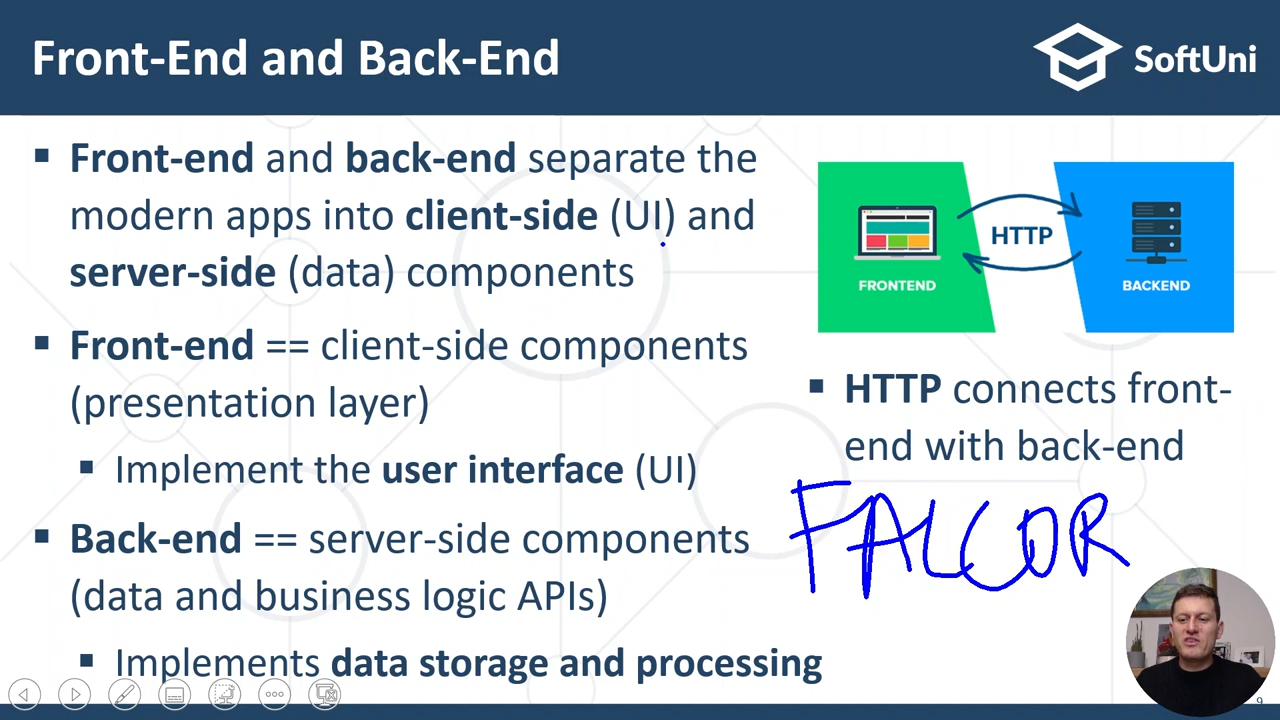 Front-End and Back-End
SoftUni
▪ Front-end and back-end separate the
modern apps into client-side (UI) and
server-side (data) components
▪ Front-end == client-side components
(presentation layer)
▪ Implement the user interface (UI)
▪ Back-end == server-side components
(data and business logic APIs)
▪ Implements data storage and processing
HTTP
FRONTEND
BACKEND
▪ HTTP connects front-
end with back-end
FALCOR
9